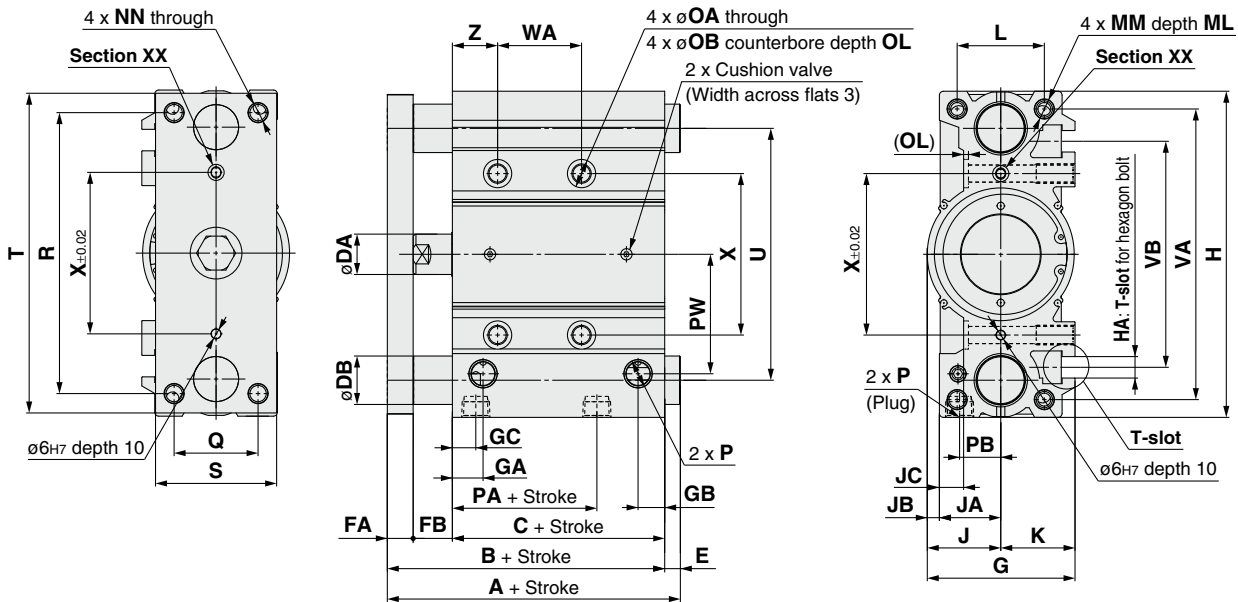 4 x NN through
Section XX
T
R
X±0.02
ø6H7 depth 10
Q
S
Z
WA
4 x øOA through
4 x øOB counterbore depth OL
2 x Cushion valve
(Width across flats 3)
øDA
øDB
X
U
PW
GC
GA
2 x P
PA + Stroke
GB
FA
FB
C + Stroke
B + Stroke
E
A + Stroke
L
4 x MM depth ML
Section XX
(OL)
X±0.02
HA: T-slot for hexagon bolt
VB
VA
H
2 x P
(Plug)
T-slot
PB
ø6H7 depth 10
JC
JB
JA
J
K
G